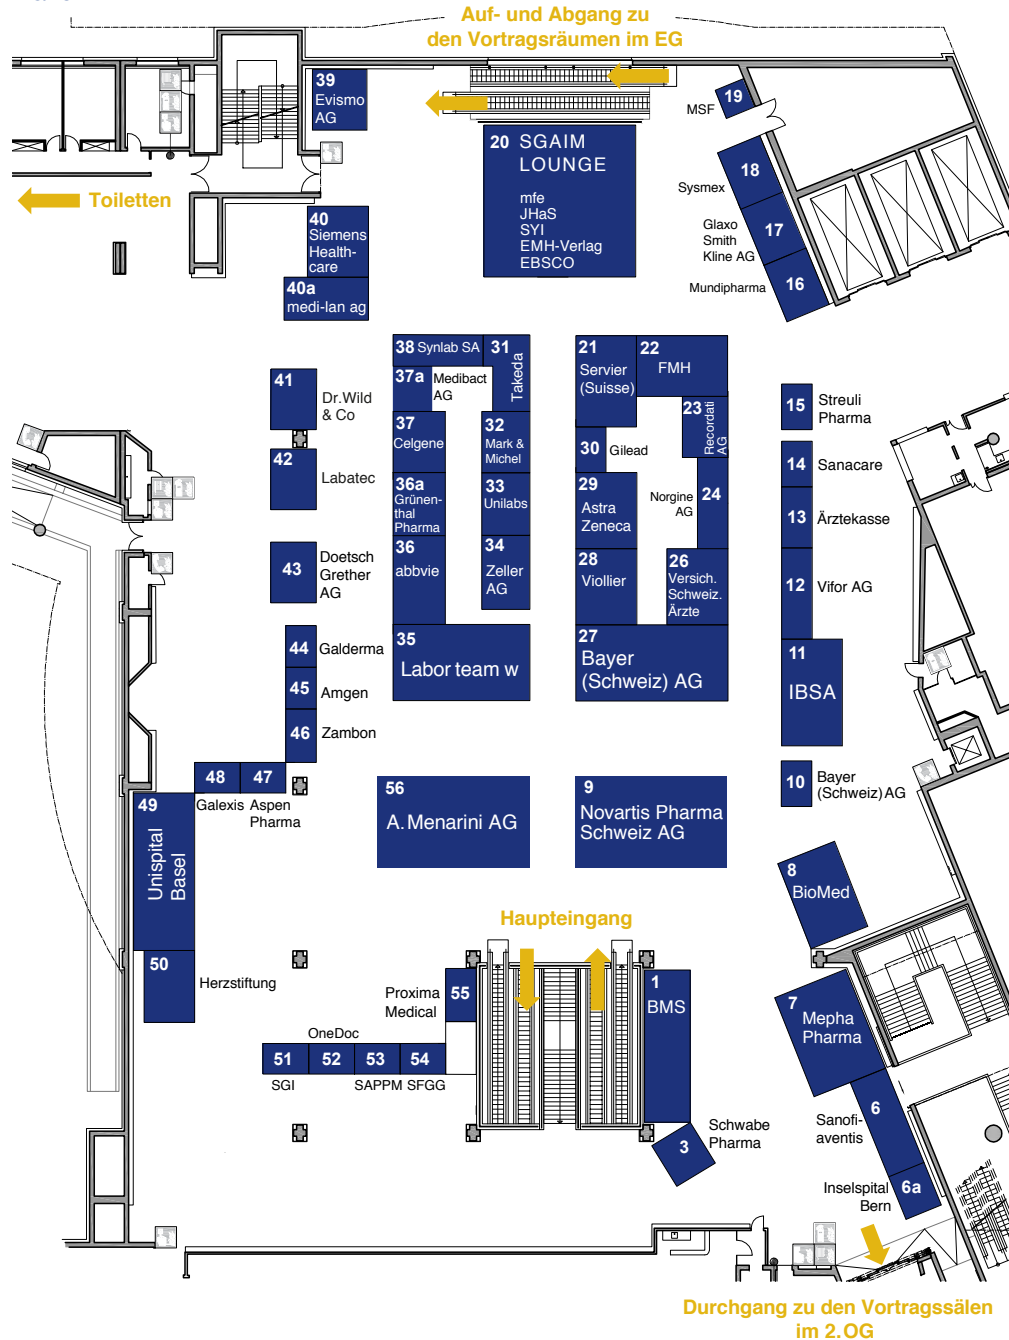 Auf- und Abgang zu
den Vortragsräumen im EG
39
Evismo
AG
19
MSF
20 SGAIM
LOUNGE
mfe
JHaS
SYI
EMH-Verlag
EBSCO
18
Sysmex
Toiletten
40
Siemens
Health-
care
17
Glaxo
Smith
Kline AG
16
Mundipharma
40a
medi-lan ag
38 Synlab SA
31
Takeda
21
Servier
(Suisse)
22
FMH
37a
Medibact
AG
41
Dr. Wild
& Co
15
Streuli
Pharma
23
Recordati
AG
37
Celgene
32
Mark &
Michel
30
Gilead
42
Labatec
14
Sanacare
36a
Grünen-
thal
Pharma
33
Unilabs
29
Astra
Zeneca
Norgine
AG
24
13
Ärztekasse
36
abbvie
34
Zeller
AG
28
Viollier
26
Versich.
Schweiz.
Ärzte
43
Doetsch
Grether
AG
12
Vifor AG
35
Labor team w
27
Bayer
(Schweiz) AG
44
Galderma
11
IBSA
45
Amgen
46
Zambon
48
47
Galexis
Aspen
Pharma
10
Bayer
(Schweiz) AG
49
Unispital
Basel
56
A. Menarini AG
9
Novartis Pharma
Schweiz AG
8
BioMed
Haupteingang
50
Herzstiftung
Proxima
Medical
55
1
BMS
7
Mepha
Pharma
OneDoc
51
52
53
54
SGI
SAPPM
SFGG
3
Schwabe
Pharma
6
Sanofi-
aventis
6a
Inselspital
Bern
Durchgang zu den Vortragssälen
im 2. OG